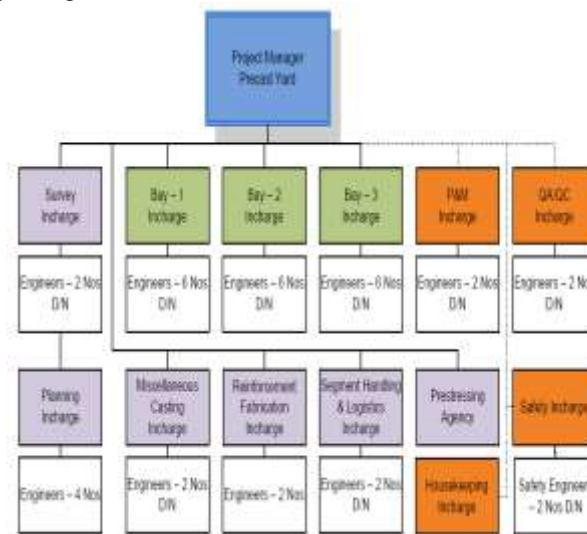 Project Manager
Precast Yard
Survey
Incharge
Bay – 1
Incharge
Bay – 2
Incharge
Bay – 3
Incharge
P&M
Incharge
QA/QC
Incharge
Engineers – 2 Nos
D/N
Engineers – 6 Nos
D/N
Engineers – 6 Nos
D/N
Engineers – 6 Nos
D/N
Engineers – 2 Nos
D/N
Engineers – 2 No
D/N
Planning
Incharge
Miscellaneous
Casting
Incharge
Reinforcement
Fabrication
Incharge
Segment Handling
& Logistics
Incharge
Prestressing
Agency
Safety Incharge
Engineers – 4 Nos
Engineers – 2 Nos
D/N
Engineers – 2 Nos
Engineers – 2 Nos
D/N
Housekeeping
Incharge
Safety Engineer
– 2 Nos D/N